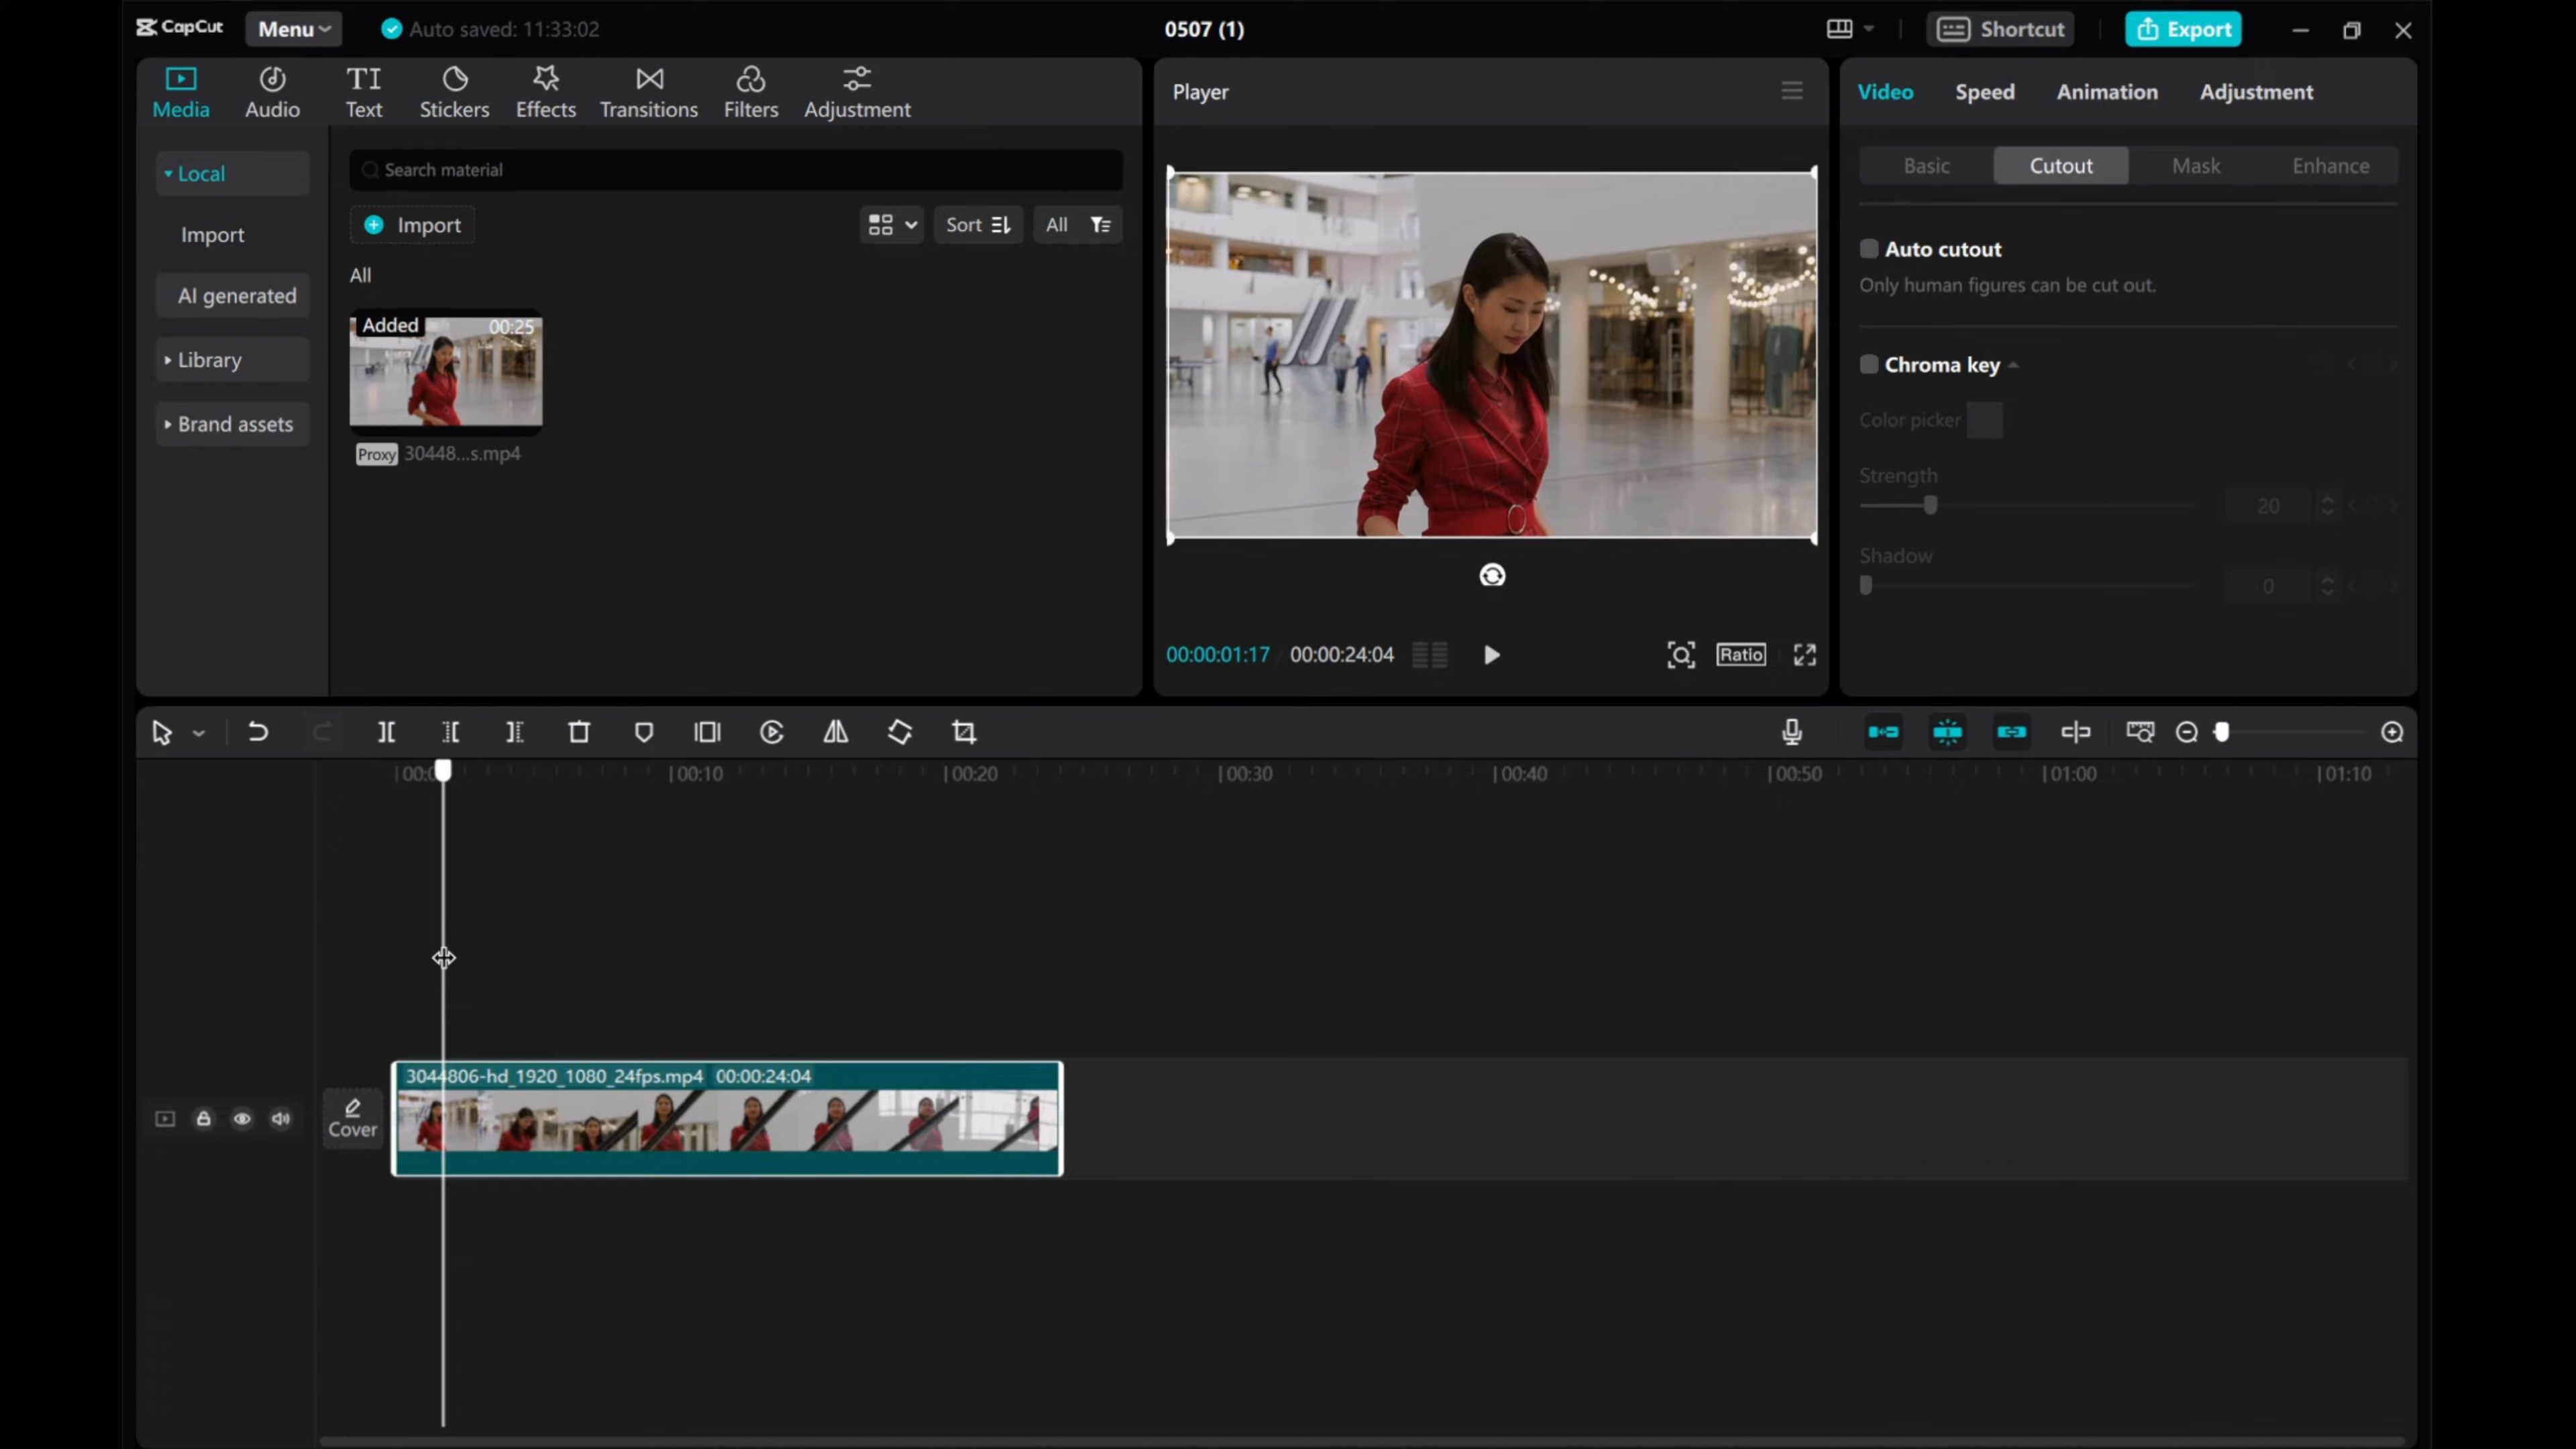 CapCut Menu Auto saved: 11:33:02 0507 (1) Shortcut Export
Media Audio Text Stickers Effects Transitions Filters Adjustment
TI
Local
Import
AI generated
Library
Brand assets
Search material
Import Sort All
All
Added 00:25
Proxy 30448...s.mp4
Player
00:00:01:17 00:00:24:04 Ratio
Video Speed Animation Adjustment
Basic Cutout Mask Enhance
Auto cutout
Only human figures can be cut out.
Chroma key
Color picker
Strength
20
Shadow
0
00:10 00:20 00:30 00:40 00:50 01:00 01:10
Cover
3044806-hd_1920_1080_24fps.mp4 00:00:24:04